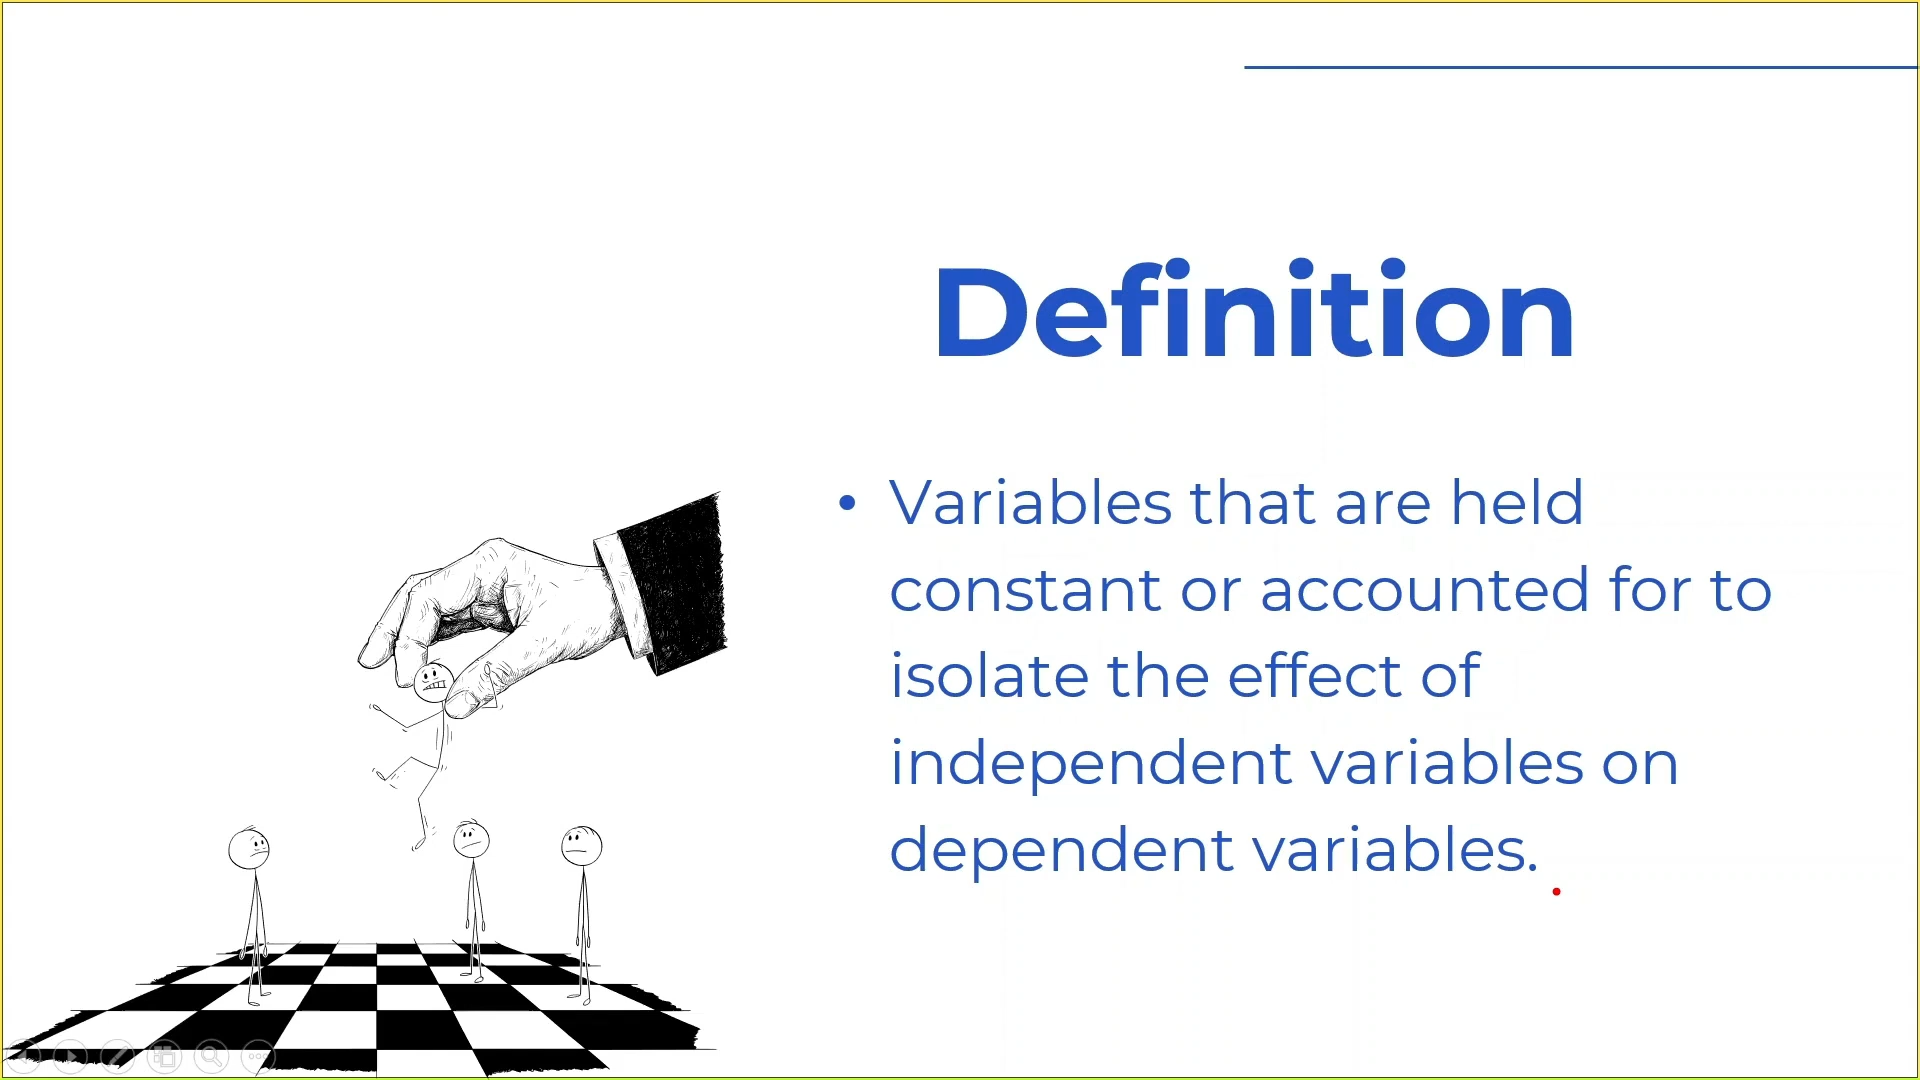 Definition
• Variables that are held
constant or accounted for to
isolate the effect of
independent variables on
dependent variables.